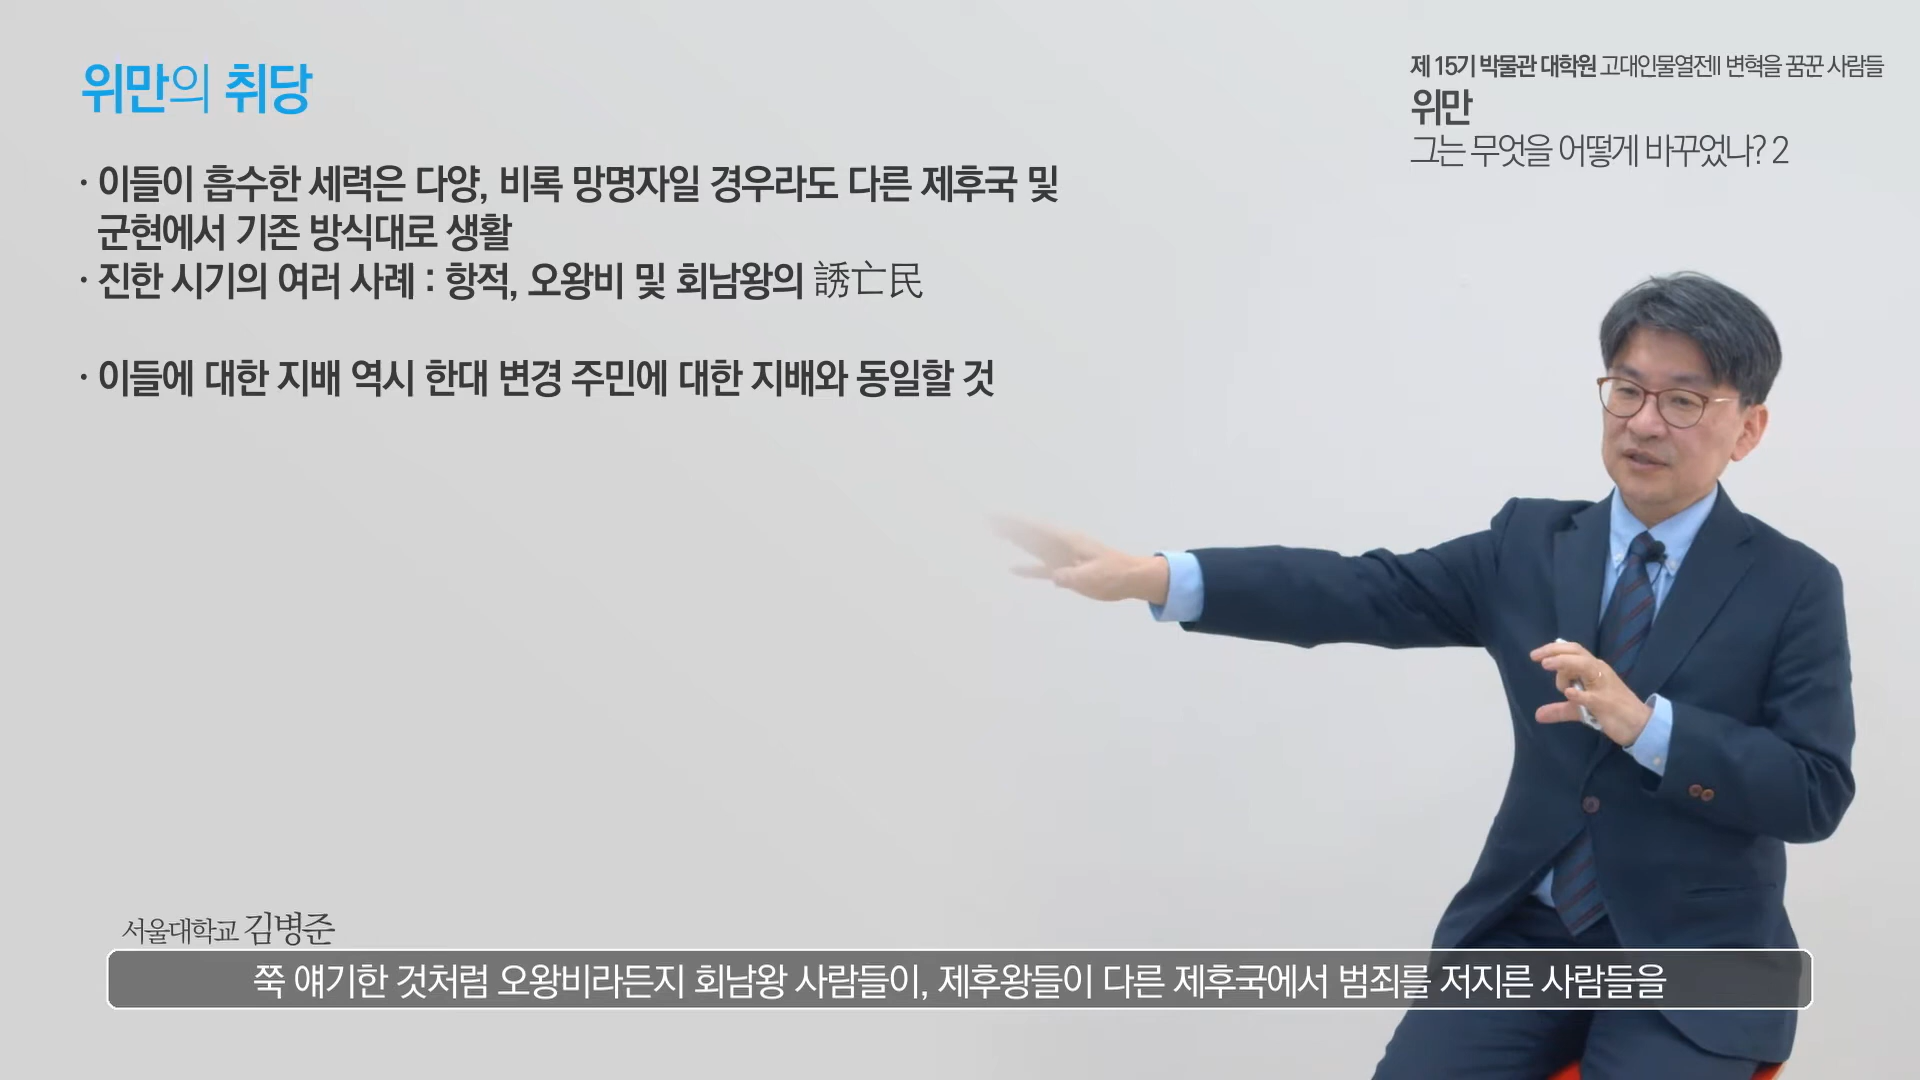 위만의 취당
· 이들이 흡수한 세력은 다양, 비록 망명자일 경우라도 다른 제후국 및
군현에서 기존 방식대로 생활
· 진한 시기의 여러 사례 : 항적, 오왕비 및 회남왕의 誘亡民
· 이들에 대한 지배 역시 한대 변경 주민에 대한 지배와 동일할 것
제 15기 박물관 대학원 고대인물열전II 변혁을 꿈꾼 사람들
위만
그는 무엇을 어떻게 바꾸었나? 2
서울대학교 김병준
쭉 얘기한 것처럼 오왕비라든지 회남왕 사람들이, 제후왕들이 다른 제후국에서 범죄를 저지른 사람들을